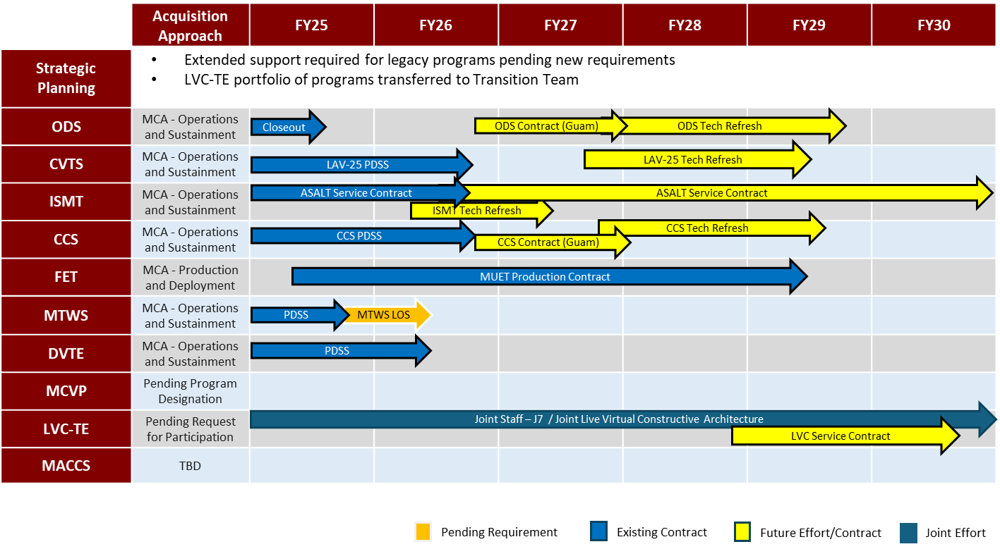 Acquisition
Approach
FY25
FY26
FY27
FY28
FY29
FY30
Strategic
Planning
• Extended support required for legacy programs pending new requirements
• LVC-TE portfolio of programs transferred to Transition Team
ODS
MCA - Operations
and Sustainment
Closeout
ODS Contract (Guam)
ODS Tech Refresh
CVTS
MCA - Operations
and Sustainment
LAV-25 PDSS
LAV-25 Tech Refresh
ISMT
MCA - Operations
and Sustainment
ASALT Service Contract
ASALT Service Contract
ISMT Tech Refresh
CCS
MCA - Operations
and Sustainment
CCS PDSS
CCS Tech Refresh
CCS Contract (Guam)
FET
MCA - Production
and Deployment
MUET Production Contract
MTWS
MCA - Operations
and Sustainment
PDSS
MTWS LOS
DVTE
MCA - Operations
and Sustainment
PDSS
MCVP
Pending Program
Designation
LVC-TE
Pending Request
for Participation
Joint Staff – J7 / Joint Live Virtual Constructive Architecture
LVC Service Contract
MACCS
TBD
Pending Requirement
Existing Contract
Future Effort/Contract
Joint Effort